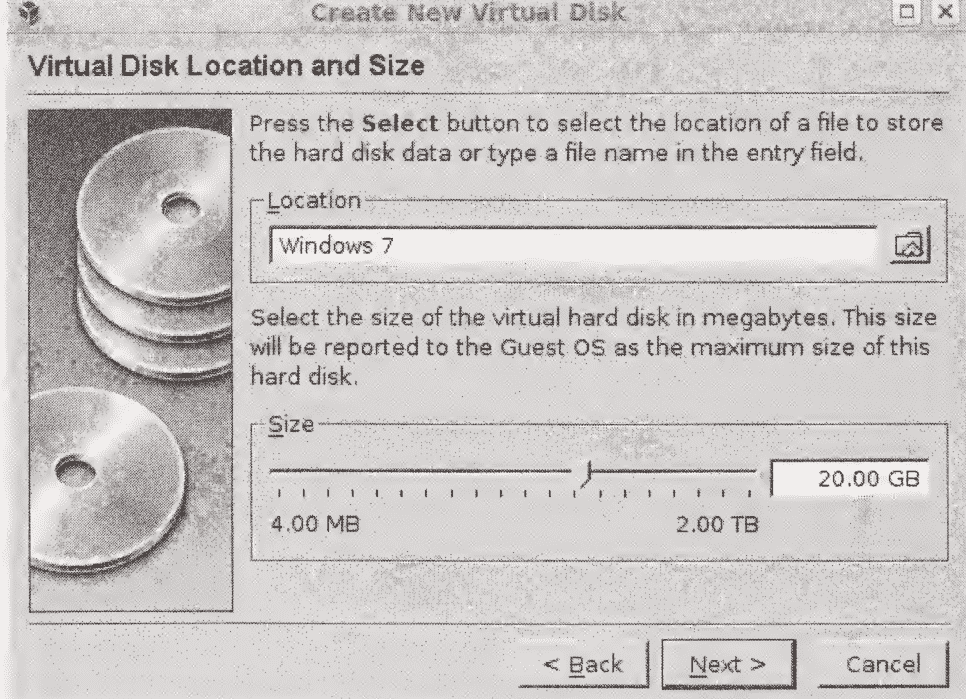 Create New Virtual Disk
Virtual Disk Location and Size
Press the Select button to select the location of a file to store
the hard disk data or type a file name in the entry field.
Location
Windows 7
Select the size of the virtual hard disk in megabytes. This size
will be reported to the Guest OS as the maximum size of this
hard disk.
Size
20.00 GB
4.00 MB 2.00 TB
< Back Next > Cancel